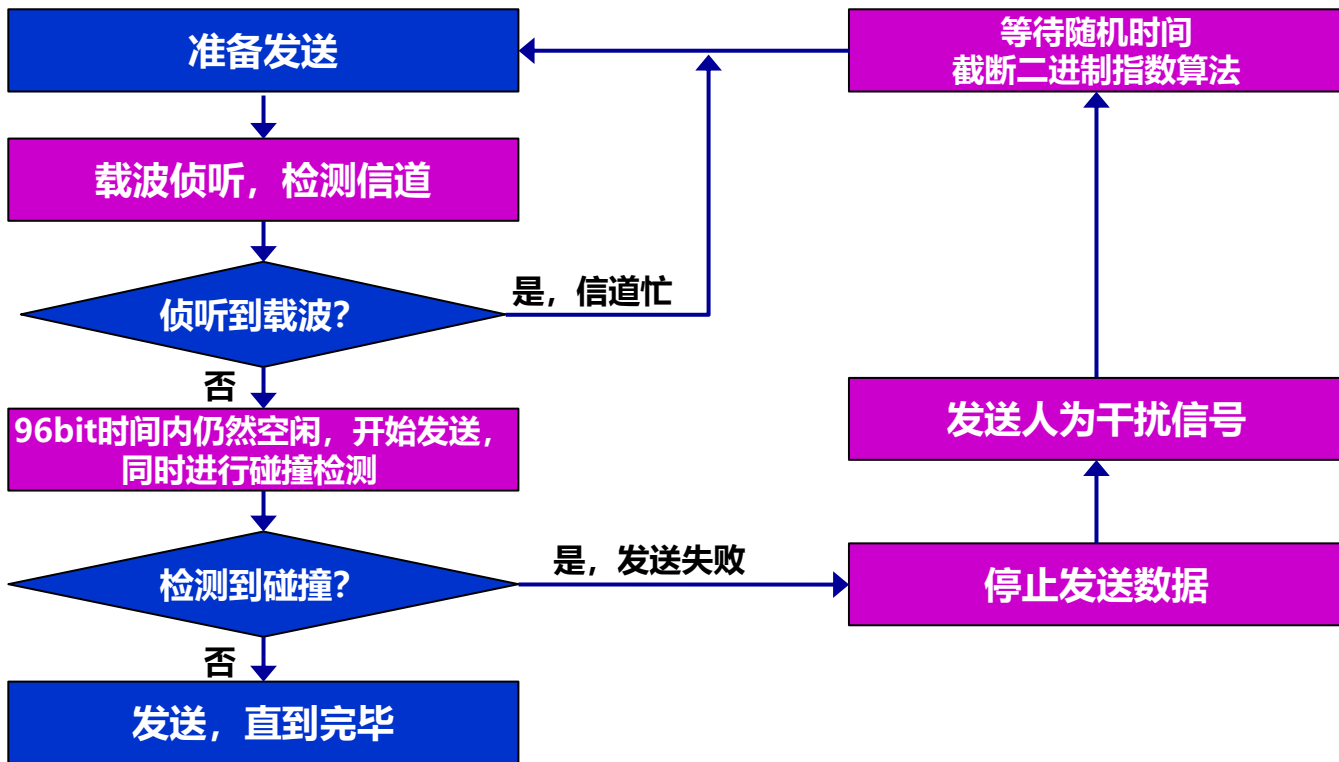 准备发送
等待随机时间
截断二进制指数算法
载波侦听，检测信道
侦听到载波?
是，信道忙
否
96bit时间内仍然空闲，开始发送，
同时进行碰撞检测
发送人为干扰信号
检测到碰撞?
是，发送失败
停止发送数据
否
发送，直到完毕